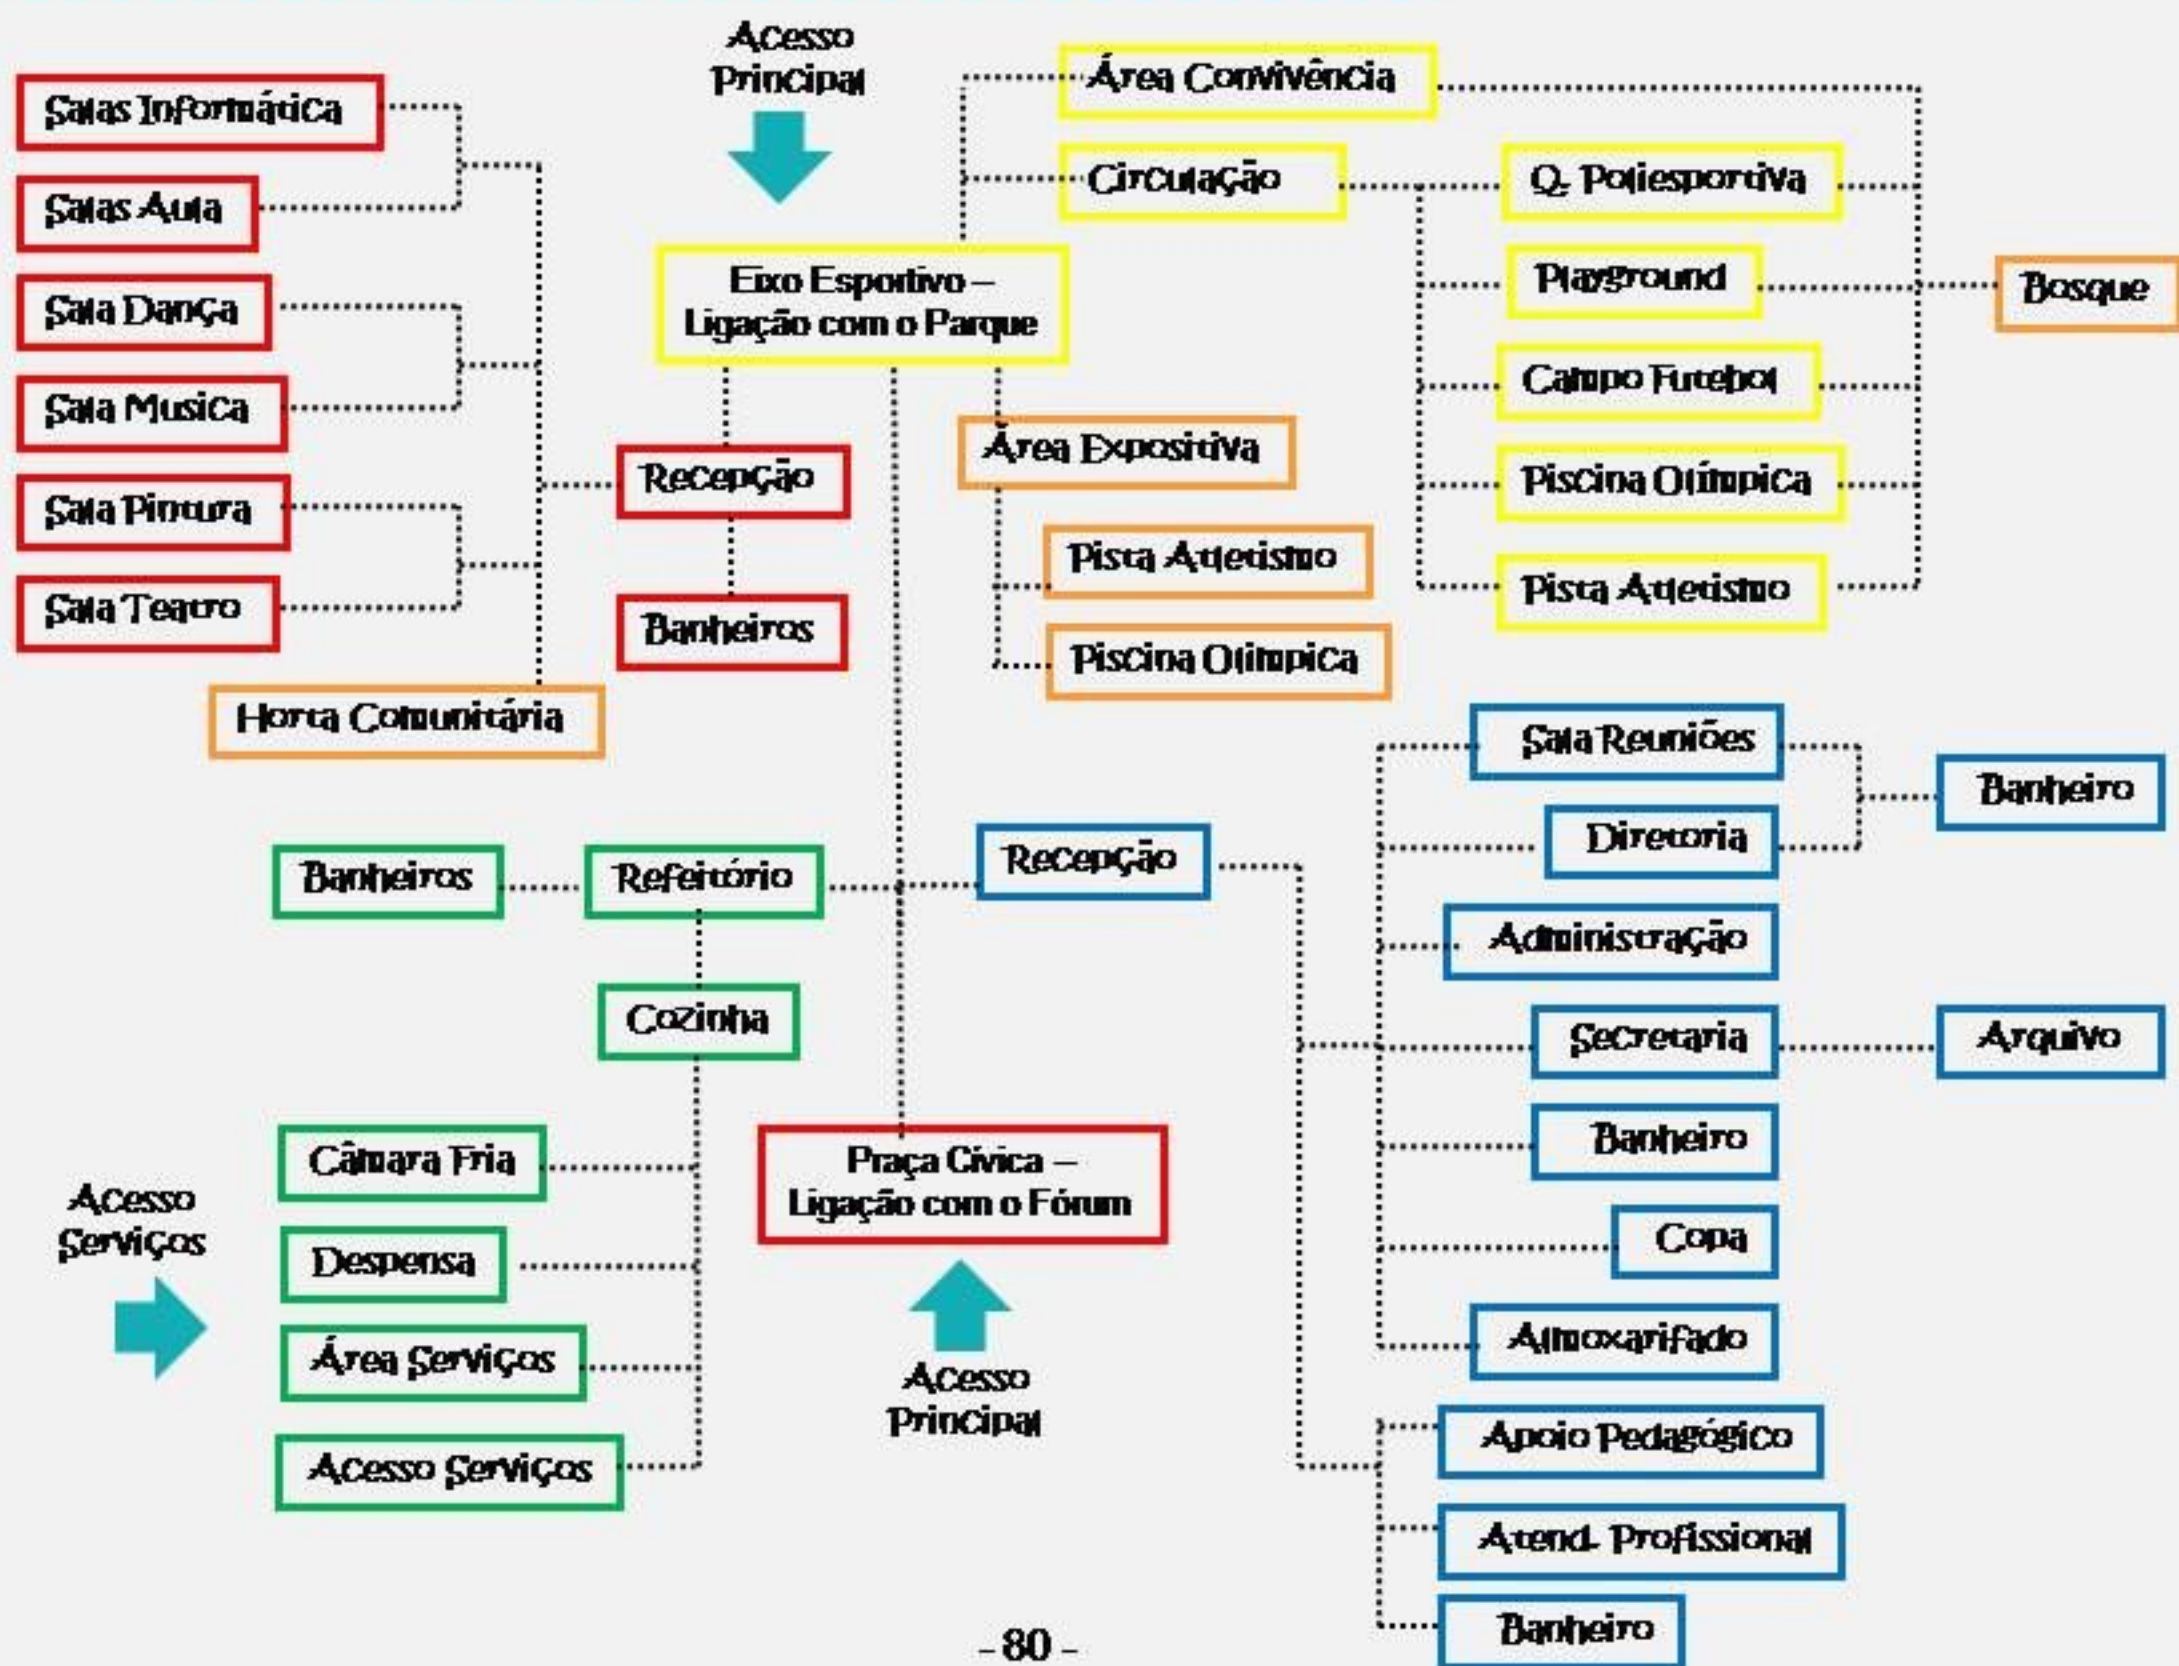 Acesso
Principal
Salas Informática
Salas Aula
Sala Dança
Sala Musica
Sala Pintura
Sala Teatro
Horta Comunitária
Eixo Esportivo –
Ligação com o Parque
Recepção
Banheiros
Área Convivência
Circulação
Q. Poliesportiva
Playground
Campo Futebol
Piscina Olímpica
Pista Atletismo
Bosque
Área Expositiva
Pista Atletismo
Piscina Olimpica
Banheiros
Refeitório
Cozinha
Câmara Fria
Despensa
Área Serviços
Acesso Serviços
Acesso
Serviços
Praça Cívica –
Ligação com o Fórum
Acesso
Principal
Recepção
Sala Reuniões
Diretoria
Banheiro
Administração
Secretaria
Arquivo
Banheiro
Copa
Almoxarifado
Apoio Pedagógico
Atend. Profissional
Banheiro
- 80 -